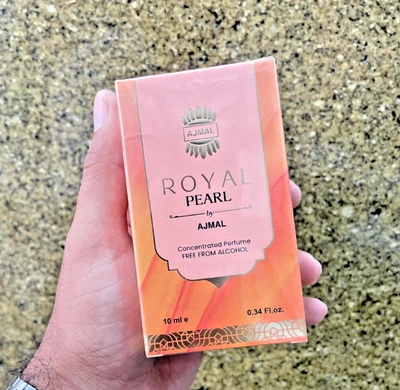 AJMAL
ROYAL
PEARL
by
AJMAL
Concentrated Perfume
FREE FROM ALCOHOL
10 ml e 0.34 Fl.oz.